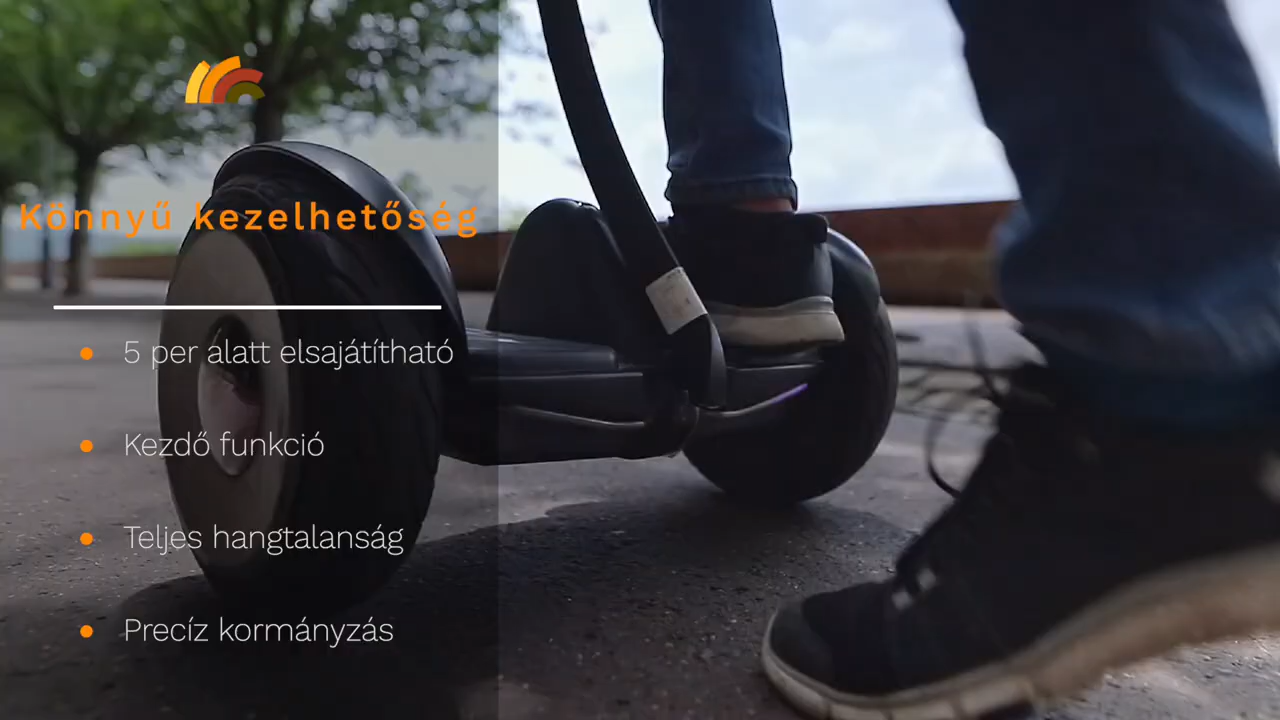 Könnyű kezelhetőség
5 per alatt elsajátítható
Kezdő funkció
Teljes hangtalanság
Precíz kormányzás